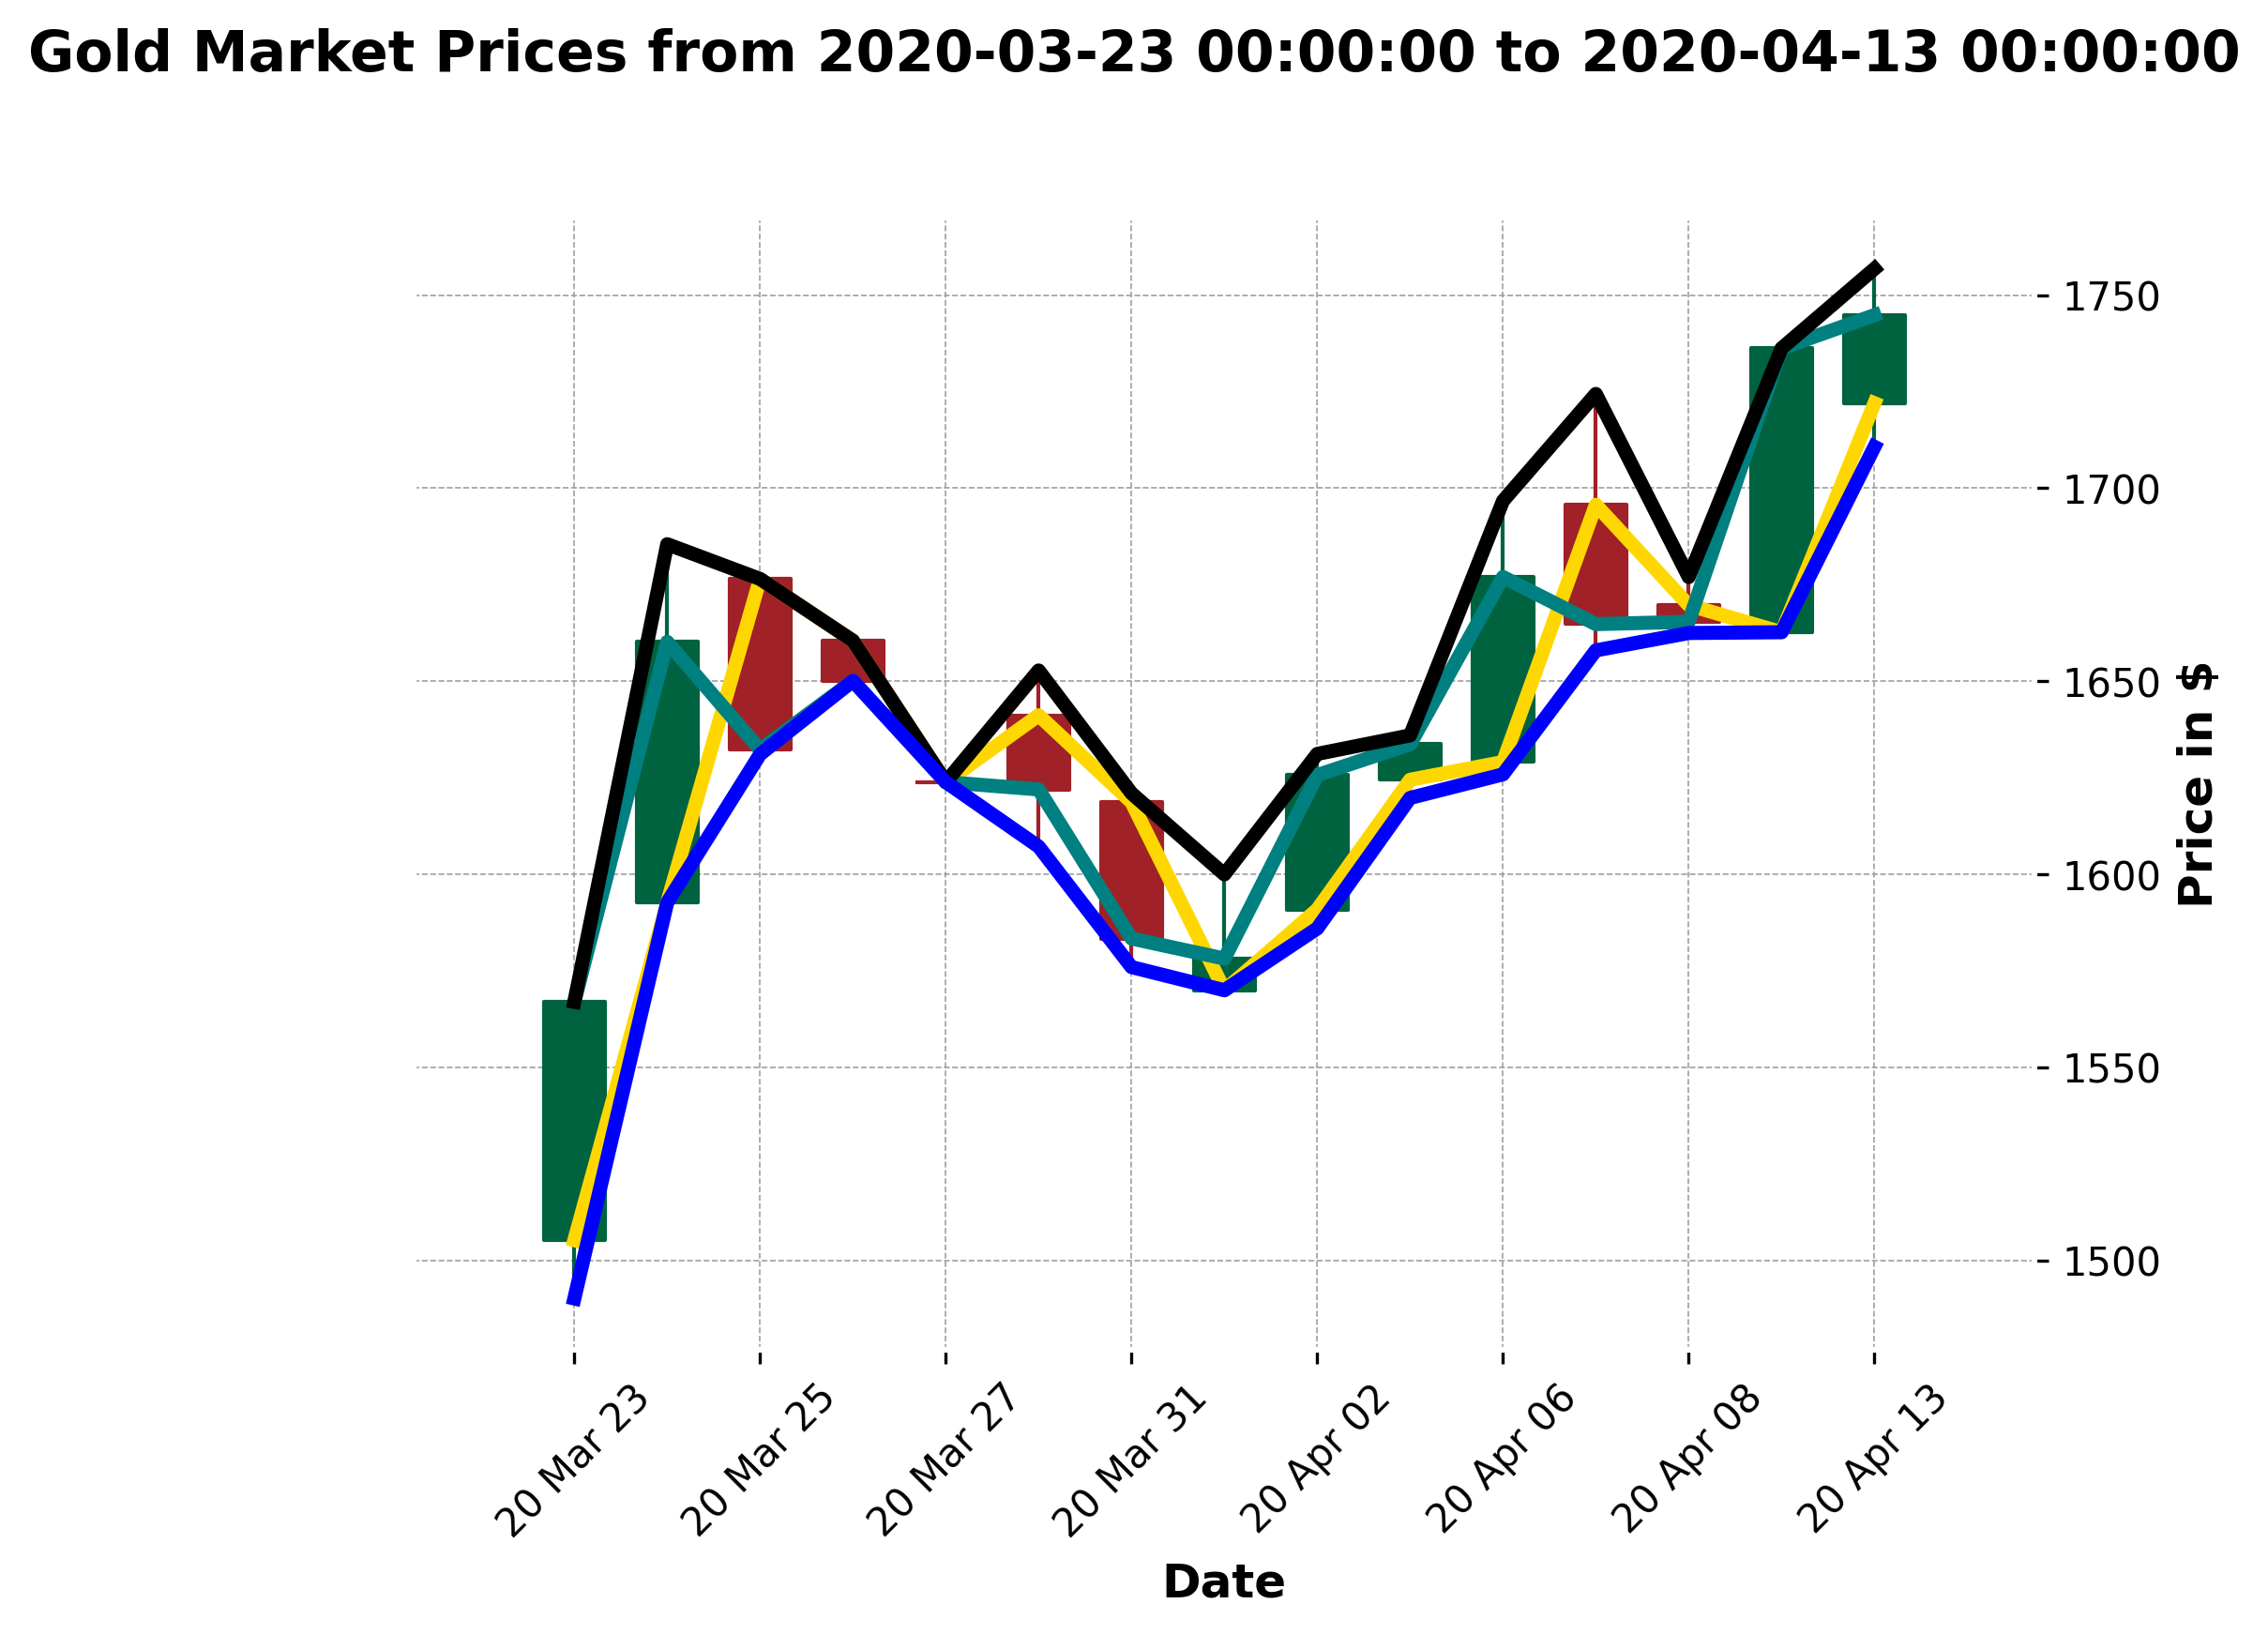 Gold Market Prices from 2020-03-23 00:00:00 to 2020-04-13 00:00:00
1750
1700
1650
1600
1550
1500
Price in $
20 Mar 23
20 Mar 25
20 Mar 27
20 Mar 31
20 Apr 02
20 Apr 06
20 Apr 08
20 Apr 13
Date